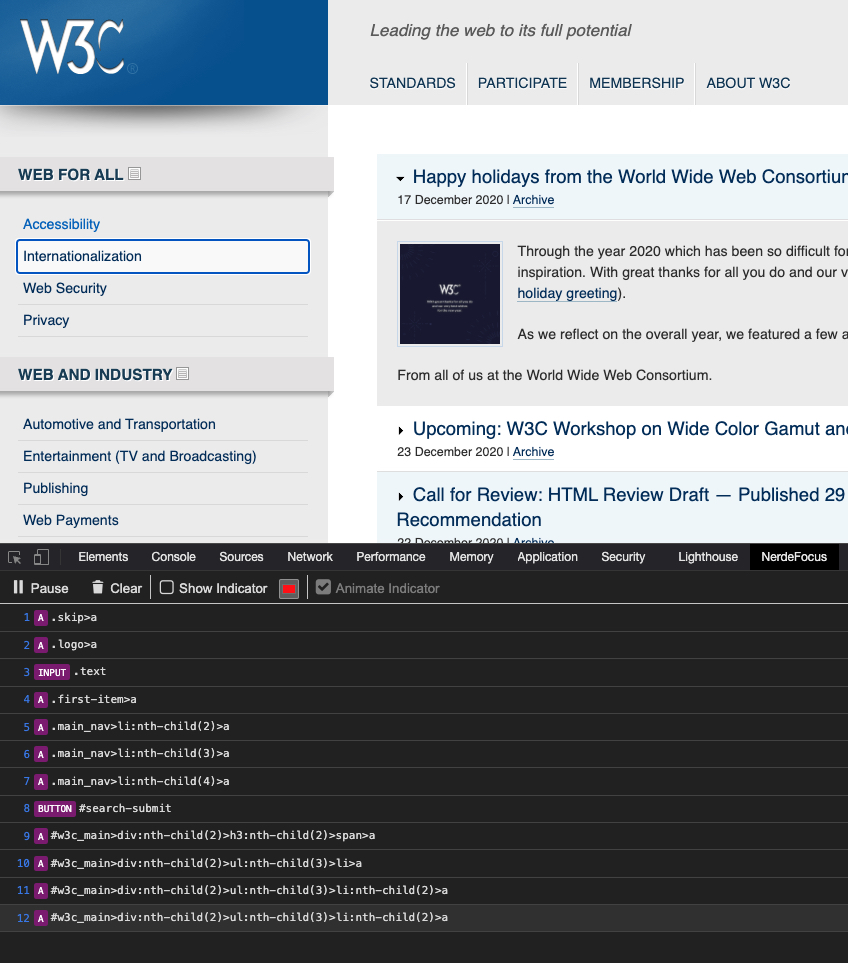 W3C®
Leading the web to its full potential
STANDARDS
PARTICIPATE
MEMBERSHIP
ABOUT W3C
WEB FOR ALL
Accessibility
Internationalization
Web Security
Privacy
WEB AND INDUSTRY
Automotive and Transportation
Entertainment (TV and Broadcasting)
Publishing
Web Payments
Happy holidays from the World Wide Web Consortium
17 December 2020 | Archive
W3C
Through the year 2020 which has been so difficult for
inspiration. With great thanks for all you do and our v
holiday greeting).
As we reflect on the overall year, we featured a few a
From all of us at the World Wide Web Consortium.
Upcoming: W3C Workshop on Wide Color Gamut and
23 December 2020 | Archive
Call for Review: HTML Review Draft — Published 29
Recommendation
22 December 2020 | Archive
Elements Console Sources Network Performance Memory Application Security Lighthouse NerdeFocus
Pause Clear Show Indicator Animate Indicator
1 A .skip>a
2 A .logo>a
3 INPUT .text
4 A .first-item>a
5 A .main_nav>li:nth-child(2)>a
6 A .main_nav>li:nth-child(3)>a
7 A .main_nav>li:nth-child(4)>a
8 BUTTON #search-submit
9 A #w3c_main>div:nth-child(2)>h3:nth-child(2)>span>a
10 A #w3c_main>div:nth-child(2)>ul:nth-child(3)>li>a
11 A #w3c_main>div:nth-child(2)>ul:nth-child(3)>li:nth-child(2)>a
12 A #w3c_main>div:nth-child(2)>ul:nth-child(3)>li:nth-child(2)>a